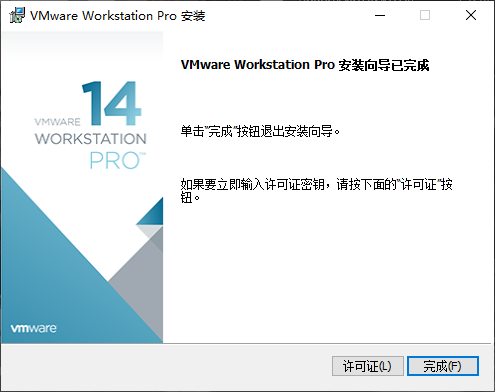 VMware Workstation Pro 安装
VMware Workstation Pro 安装向导已完成
VMWARE 14
WORKSTATION
PRO™
单击"完成"按钮退出安装向导。
如果要立即输入许可证密钥，请按下面的"许可证"按
钮。
vmware
许可证(L)
完成(F)